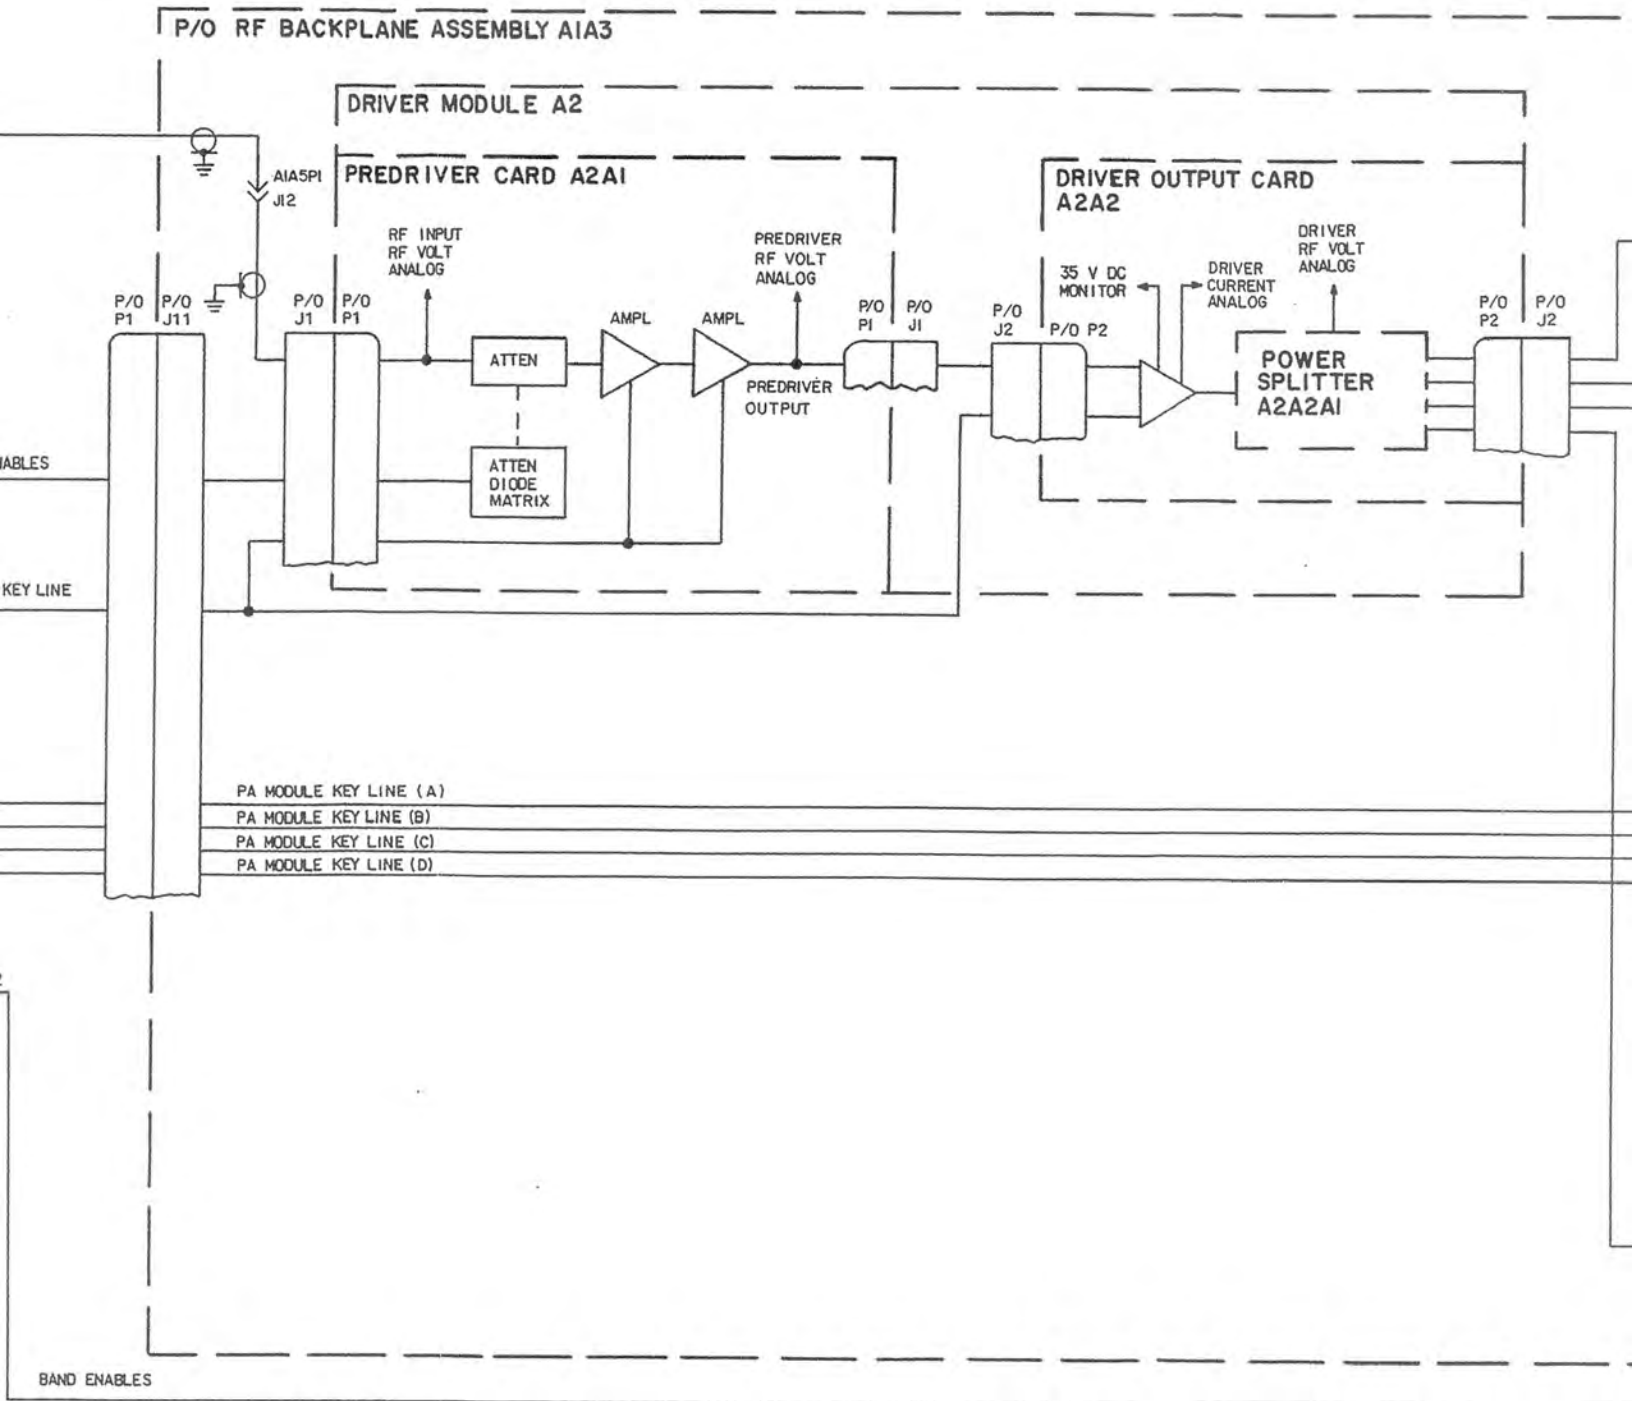 P/O RF BACKPLANE ASSEMBLY A1A3
DRIVER MODULE A2
PREDRIVER CARD A2A1
DRIVER OUTPUT CARD
A2A2
A1A5P1
J12
RF INPUT
RF VOLT
ANALOG
PREDRIVER
RF VOLT
ANALOG
35 V DC
MONITOR
DRIVER
CURRENT
ANALOG
DRIVER
RF VOLT
ANALOG
P/O
P1
P/O
J11
P/O
J1
P/O
P1
AMPL
AMPL
P/O
P1
P/O
J1
P/O
J2
P/O P2
P/O
P2
P/O
J2
ATTEN
PREDRIVER
OUTPUT
POWER
SPLITTER
A2A2A1
ATTEN
DIODE
MATRIX
NABLES
KEY LINE
PA MODULE KEY LINE (A)
PA MODULE KEY LINE (B)
PA MODULE KEY LINE (C)
PA MODULE KEY LINE (D)
BAND ENABLES